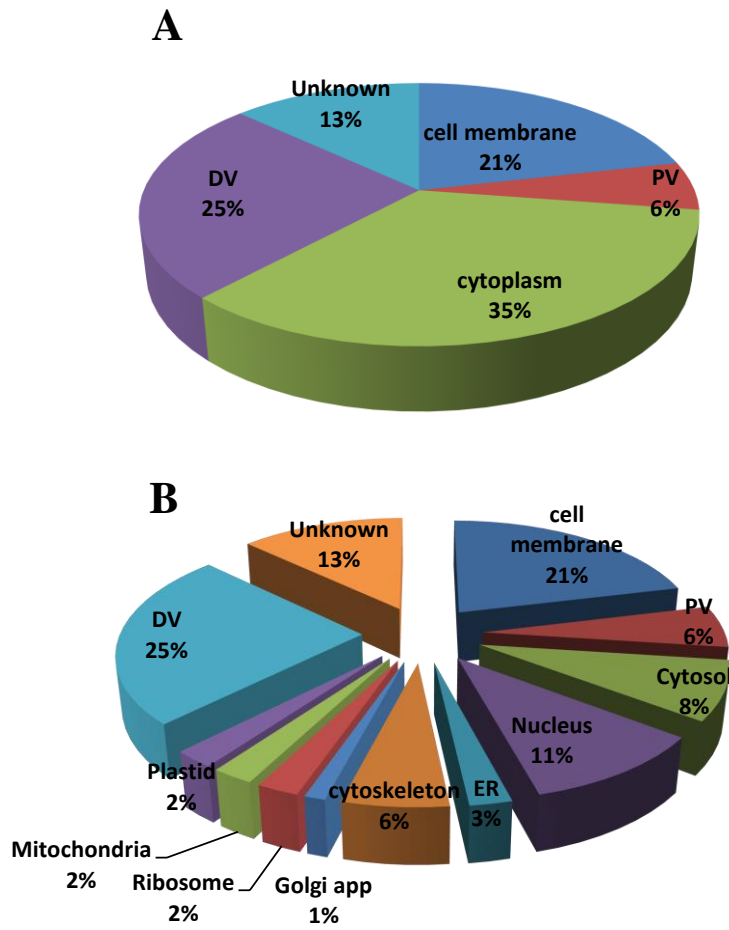 A
Unknown
13%
cell membrane
21%
PV
6%
DV
25%
cytoplasm
35%
B
Unknown
13%
cell
membrane
21%
PV
6%
DV
25%
Cytosol
8%
Nucleus
11%
Plastid
2%
cytoskeleton
6%
ER
3%
Mitochondria
2%
Ribosome
2%
Golgi app
1%